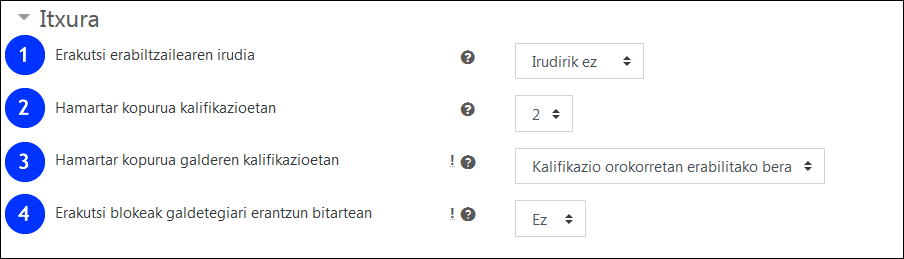 Itxura
1 Erakutsi erabiltzailearen irudia ? Irudirik ez
2 Hamartar kopurua kalifikazioetan ? 2
3 Hamartar kopurua galderen kalifikazioetan ! ? Kalifikazio orokorretan erabilitako bera
4 Erakutsi blokeak galdetegiari erantzun bitartean ! ? Ez